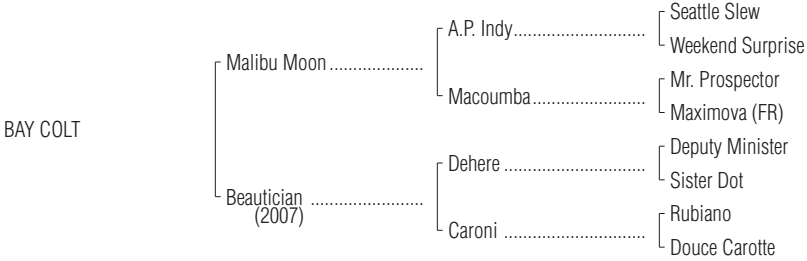 Seattle Slew
A.P. Indy..............................
Weekend Surprise
Malibu Moon .....................
Mr. Prospector
Macoumba..........................
Maximova (FR)
BAY COLT
Deputy Minister
Dehere ................................
Sister Dot
Beautician .........................
(2007)
Rubiano
Caroni ................................
Douce Carotte